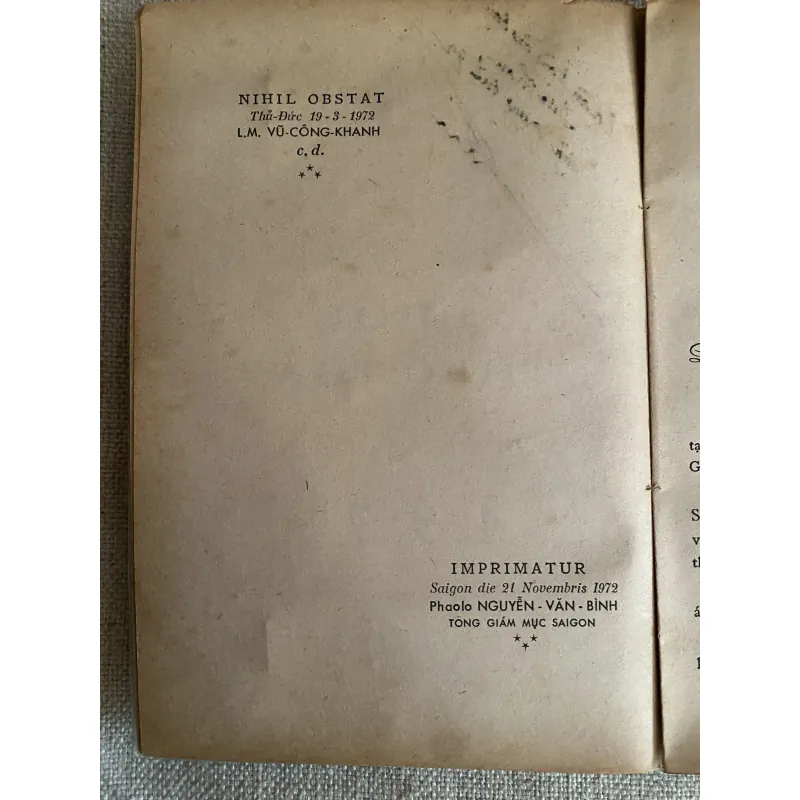 NIHIL OBSTAT
Thủ-Đức 19-3-1972
L.M. VŨ-CÔNG-KHANH
c. d.
IMPRIMATUR
Saigon die 21 Novembris 1972
Phaolo NGUYỄN - VĂN - BÌNH
TÒNG GIÁM MỤC SAIGON